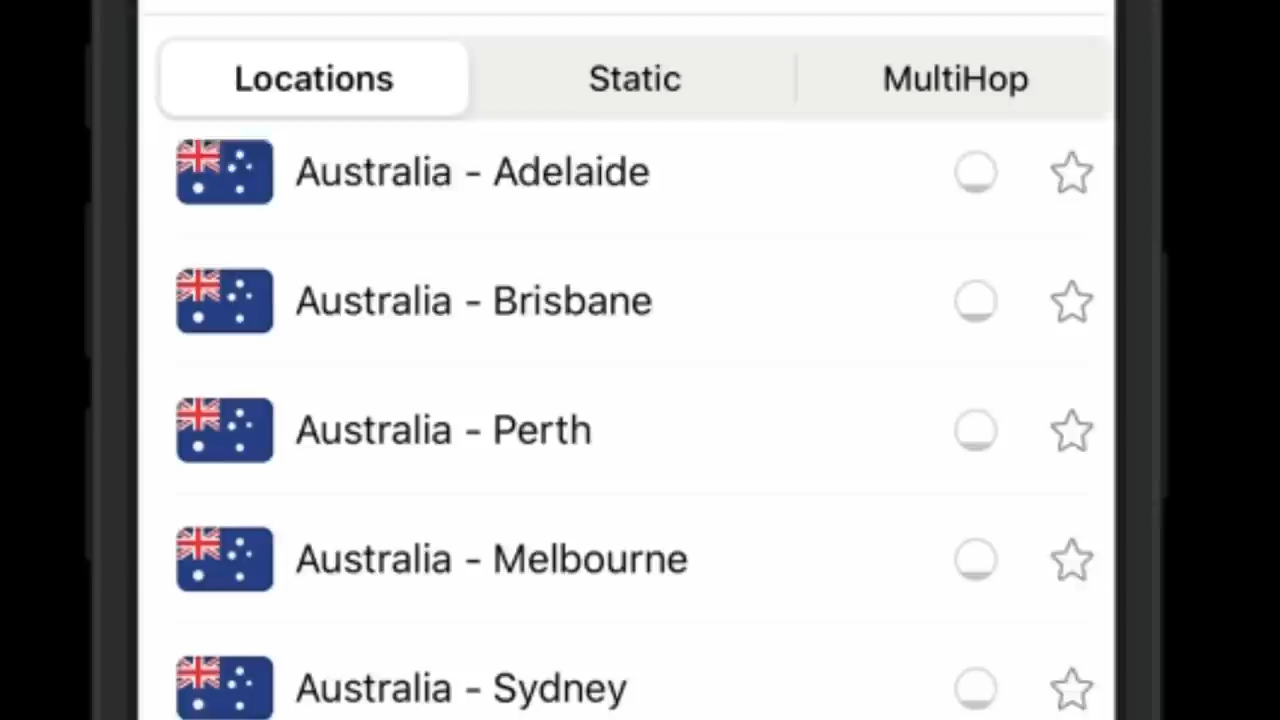 Locations Static MultiHop
Australia - Adelaide
Australia - Brisbane
Australia - Perth
Australia - Melbourne
Australia - Sydney